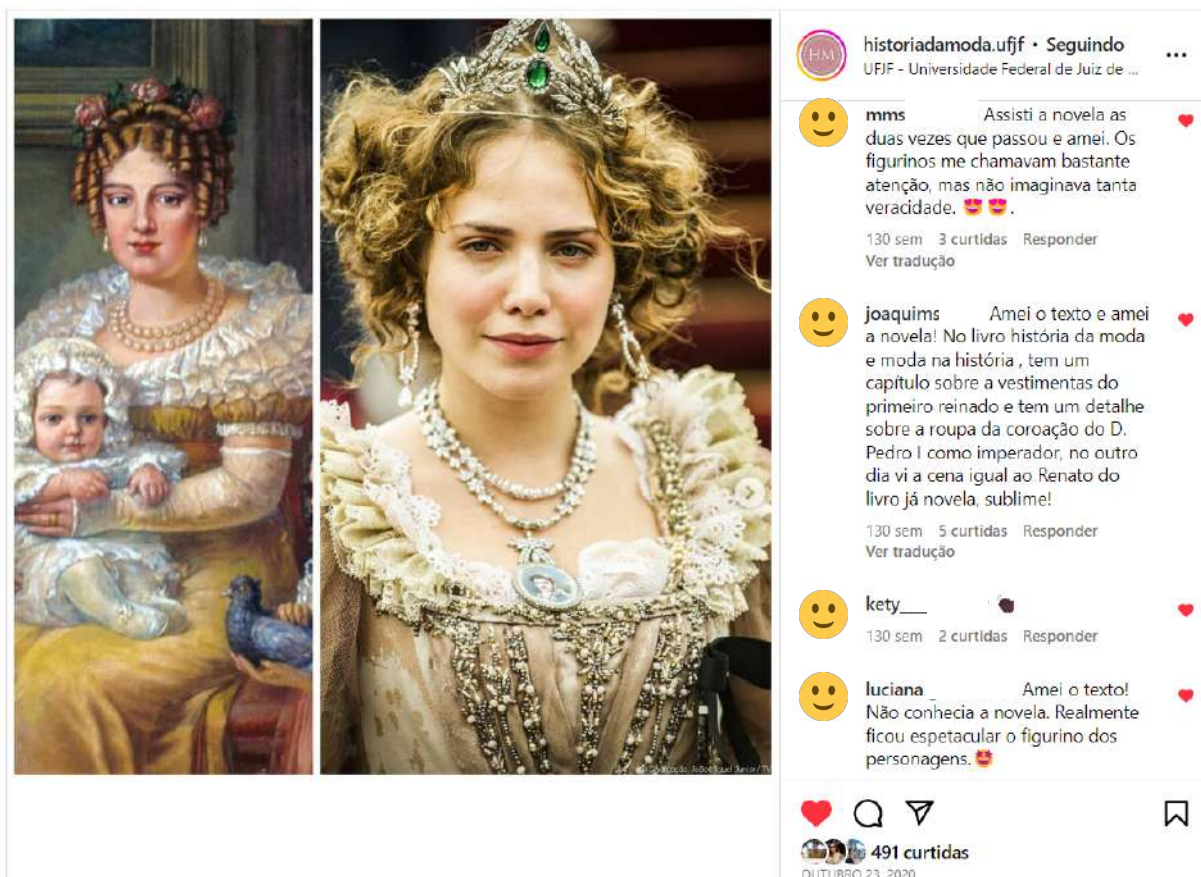 HM
historiadamoda.ufjf • Seguindo
UFJF - Universidade Federal de Juiz de ...
mms Assisti a novela as
duas vezes que passou e amei. Os
figurinos me chamavam bastante
atenção, mas não imaginava tanta
veracidade. 😍 😍.
130 sem 3 curtidas Responder
Ver tradução
joaquims Amei o texto e amei
a novela! No livro história da moda
e moda na história , tem um
capítulo sobre a vestimentas do
primeiro reinado e tem um detalhe
sobre a roupa da coroação do D.
Pedro I como imperador, no outro
dia vi a cena igual ao Renato do
livro já novela, sublime!
130 sem 5 curtidas Responder
Ver tradução
kety___
130 sem 2 curtidas Responder
luciana _ Amei o texto!
Não conhecia a novela. Realmente
ficou espetacular o figurino dos
personagens. 🤩
491 curtidas
OUTUBRO 23, 2020